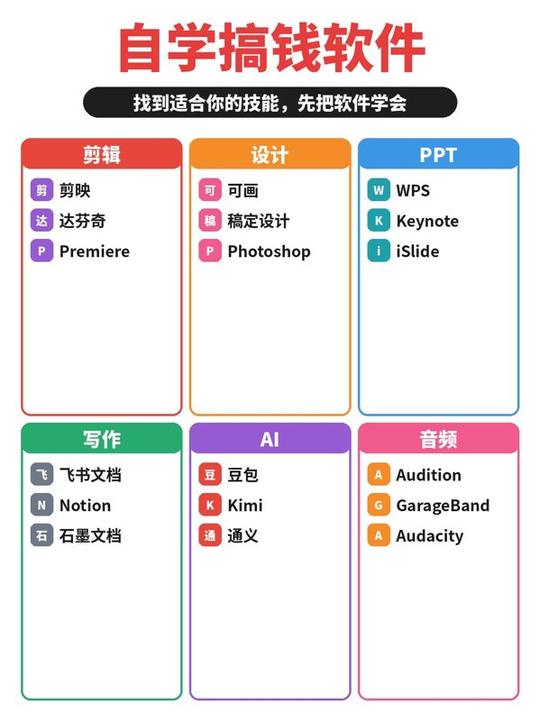 自学搞钱软件
找到适合你的技能，先把软件学会
剪辑
剪 剪映
达 达芬奇
P Premiere
设计
可 可画
稿 稿定设计
P Photoshop
PPT
W WPS
K Keynote
i iSlide
写作
飞 飞书文档
N Notion
石 石墨文档
AI
豆 豆包
K Kimi
通 通义
音频
A Audition
G GarageBand
A Audacity